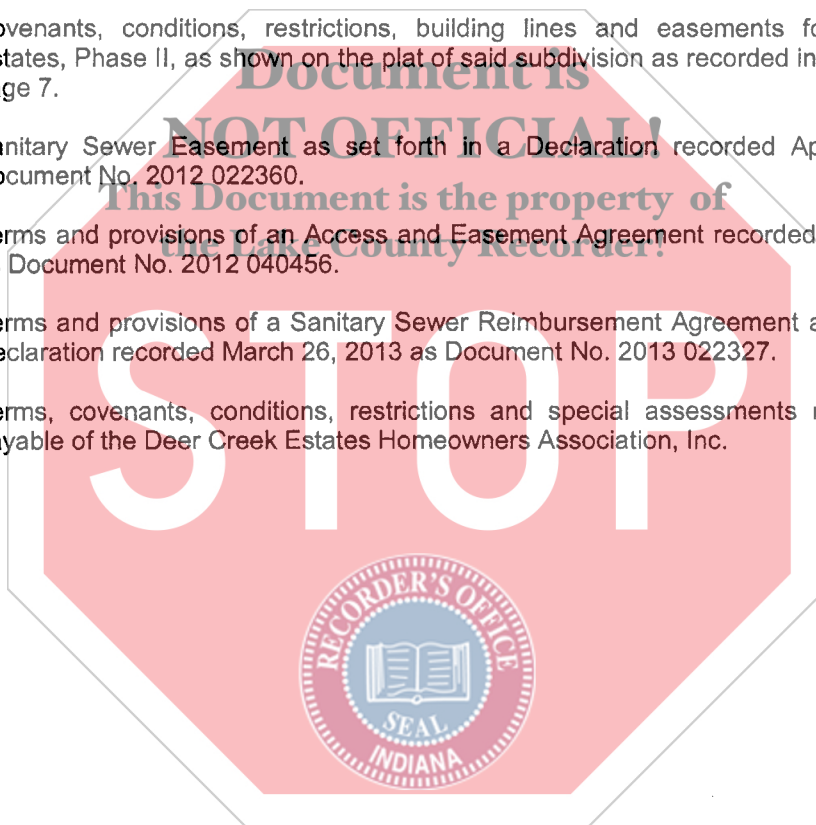 ovenants, conditions, restrictions, building lines and easements fo
states, Phase II, as shown on the plat of said subdivision as recorded in
ge 7.
Document is
NOT OFFICIAL!
This Document is the property of
the Lake County Recorder!
anitary Sewer Easement as set forth in a Declaration recorded Ap
ocument No. 2012 022360.
erms and provisions of an Access and Easement Agreement recorded
Document No. 2012 040456.
erms and provisions of a Sanitary Sewer Reimbursement Agreement a
eclaration recorded March 26, 2013 as Document No. 2013 022327.
erms, covenants, conditions, restrictions and special assessments
ayable of the Deer Creek Estates Homeowners Association, Inc.
STOP
RECORDER'S OFFICE
SEAL
INDIANA